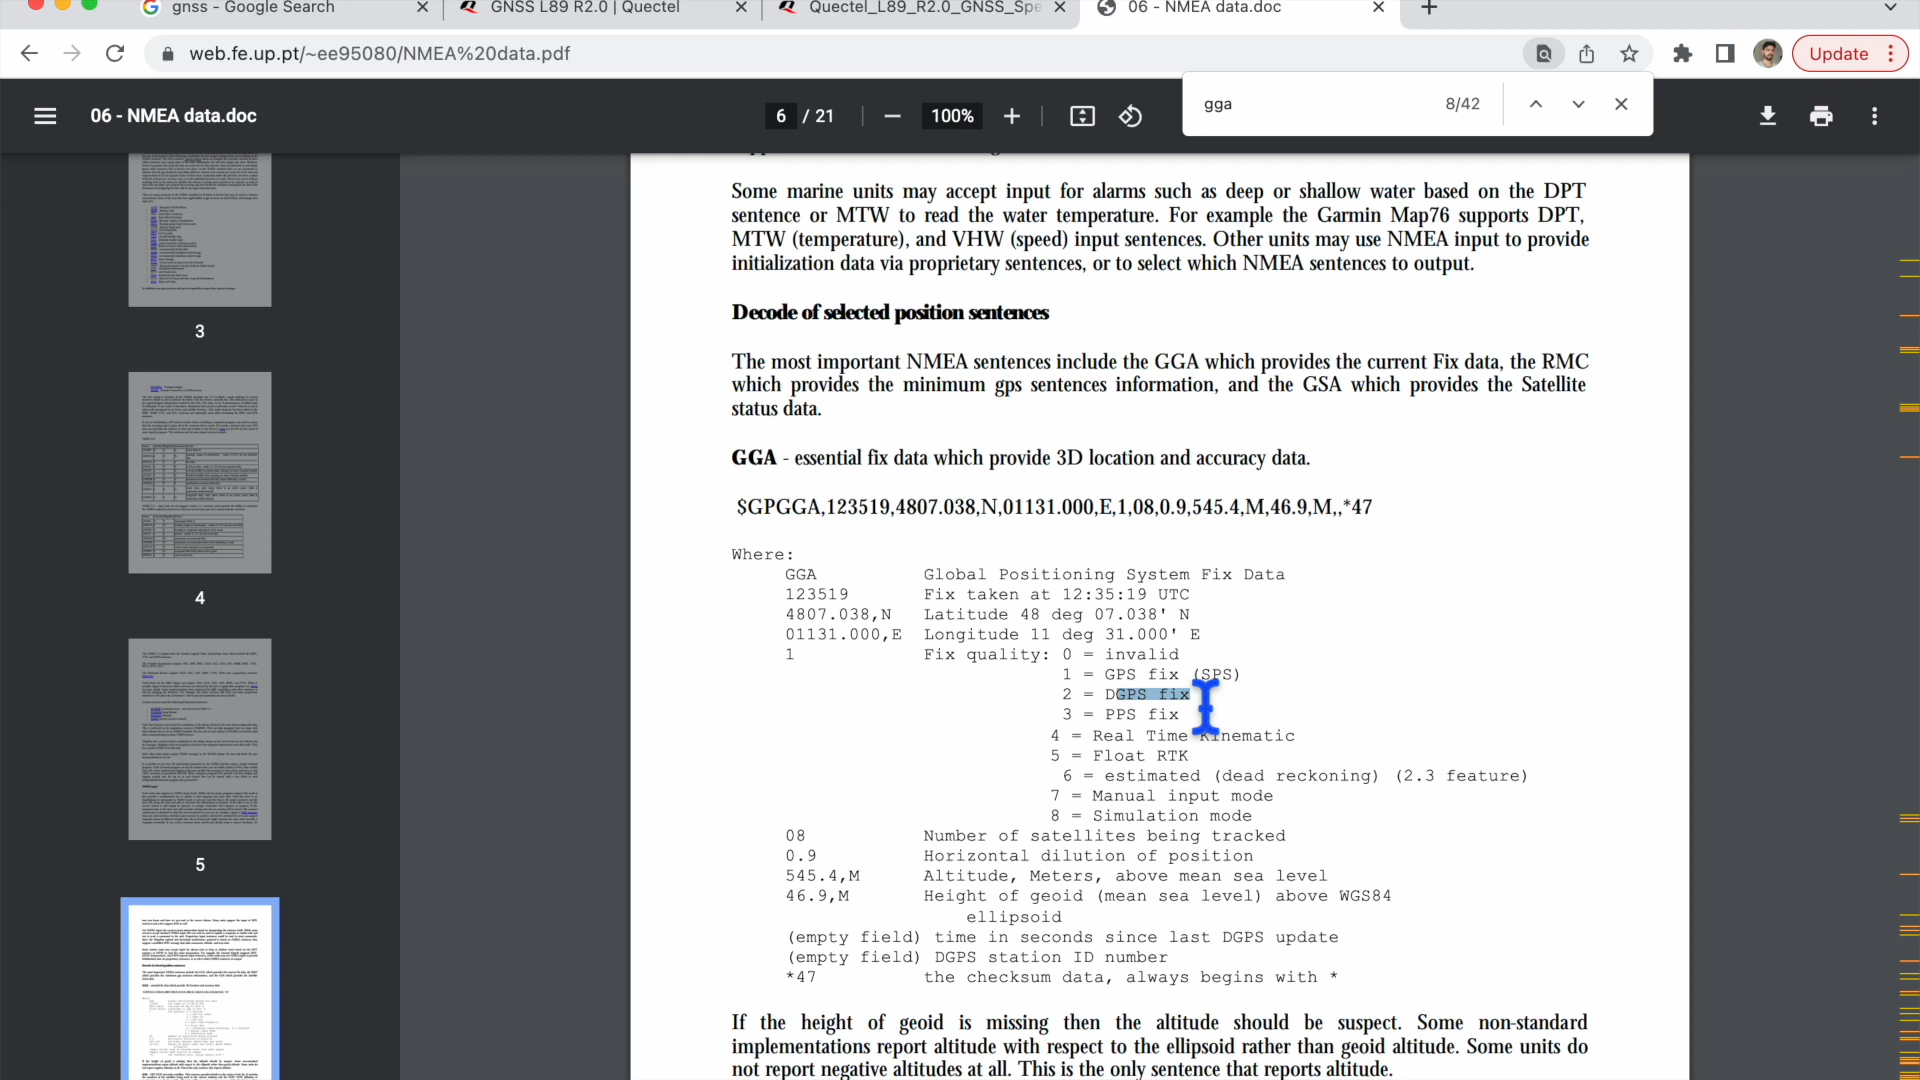 gnss - Google Search
GNSS L89 R2.0 | Quectel
Quectel_L89_R2.0_GNSS_Spe
06 - NMEA data.doc
web.fe.up.pt/~ee95080/NMEA%20data.pdf
Update
06 - NMEA data.doc
6 / 21
100%
gga
8/42
3
4
5
Some marine units may accept input for alarms such as deep or shallow water based on the DPT
sentence or MTW to read the water temperature. For example the Garmin Map76 supports DPT,
MTW (temperature), and VHW (speed) input sentences. Other units may use NMEA input to provide
initialization data via proprietary sentences, or to select which NMEA sentences to output.
Decode of selected position sentences
The most important NMEA sentences include the GGA which provides the current Fix data, the RMC
which provides the minimum gps sentences information, and the GSA which provides the Satellite
status data.
GGA - essential fix data which provide 3D location and accuracy data.
$GPGGA,123519,4807.038,N,01131.000,E,1,08,0.9,545.4,M,46.9,M,,*47
Where:
GGA Global Positioning System Fix Data
123519 Fix taken at 12:35:19 UTC
4807.038,N Latitude 48 deg 07.038' N
01131.000,E Longitude 11 deg 31.000' E
1 Fix quality: 0 = invalid
1 = GPS fix (SPS)
2 = DGPS fix
3 = PPS fix
4 = Real Time Kinematic
5 = Float RTK
6 = estimated (dead reckoning) (2.3 feature)
7 = Manual input mode
8 = Simulation mode
08 Number of satellites being tracked
0.9 Horizontal dilution of position
545.4,M Altitude, Meters, above mean sea level
46.9,M Height of geoid (mean sea level) above WGS84
ellipsoid
(empty field) time in seconds since last DGPS update
(empty field) DGPS station ID number
*47 the checksum data, always begins with *
If the height of geoid is missing then the altitude should be suspect. Some non-standard
implementations report altitude with respect to the ellipsoid rather than geoid altitude. Some units do
not report negative altitudes at all. This is the only sentence that reports altitude.